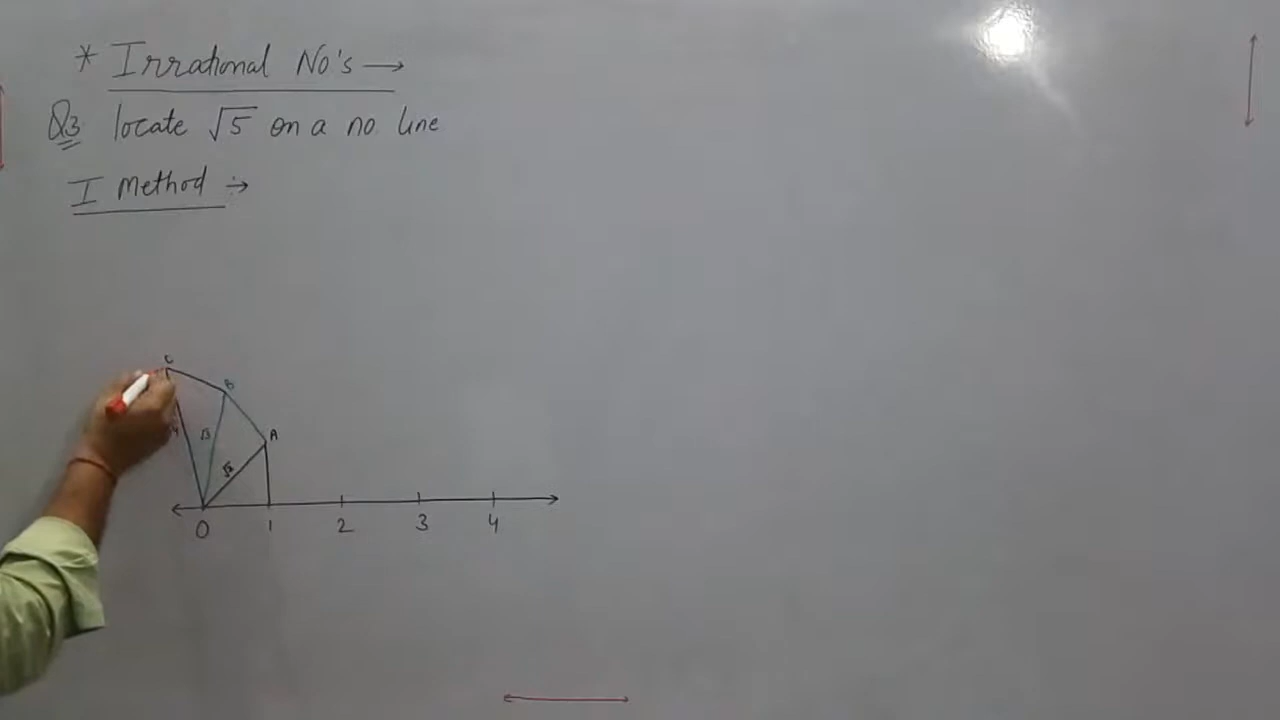 * Irrational No's →
Q3 locate √5 on a no line
I Method →
C
B
√3
A
√2
0 1 2 3 4